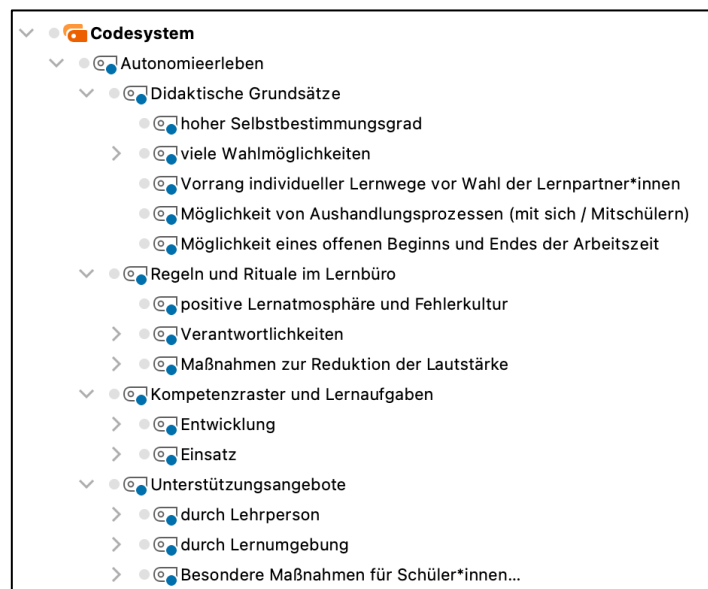 Codesystem
Autonomieerleben
Didaktische Grundsätze
hoher Selbstbestimmungsgrad
viele Wahlmöglichkeiten
Vorrang individueller Lernwege vor Wahl der Lernpartner*innen
Möglichkeit von Aushandlungsprozessen (mit sich / Mitschülern)
Möglichkeit eines offenen Beginns und Endes der Arbeitszeit
Regeln und Rituale im Lernbüro
positive Lernatmosphäre und Fehlerkultur
Verantwortlichkeiten
Maßnahmen zur Reduktion der Lautstärke
Kompetenzraster und Lernaufgaben
Entwicklung
Einsatz
Unterstützungsangebote
durch Lehrperson
durch Lernumgebung
Besondere Maßnahmen für Schüler*innen...